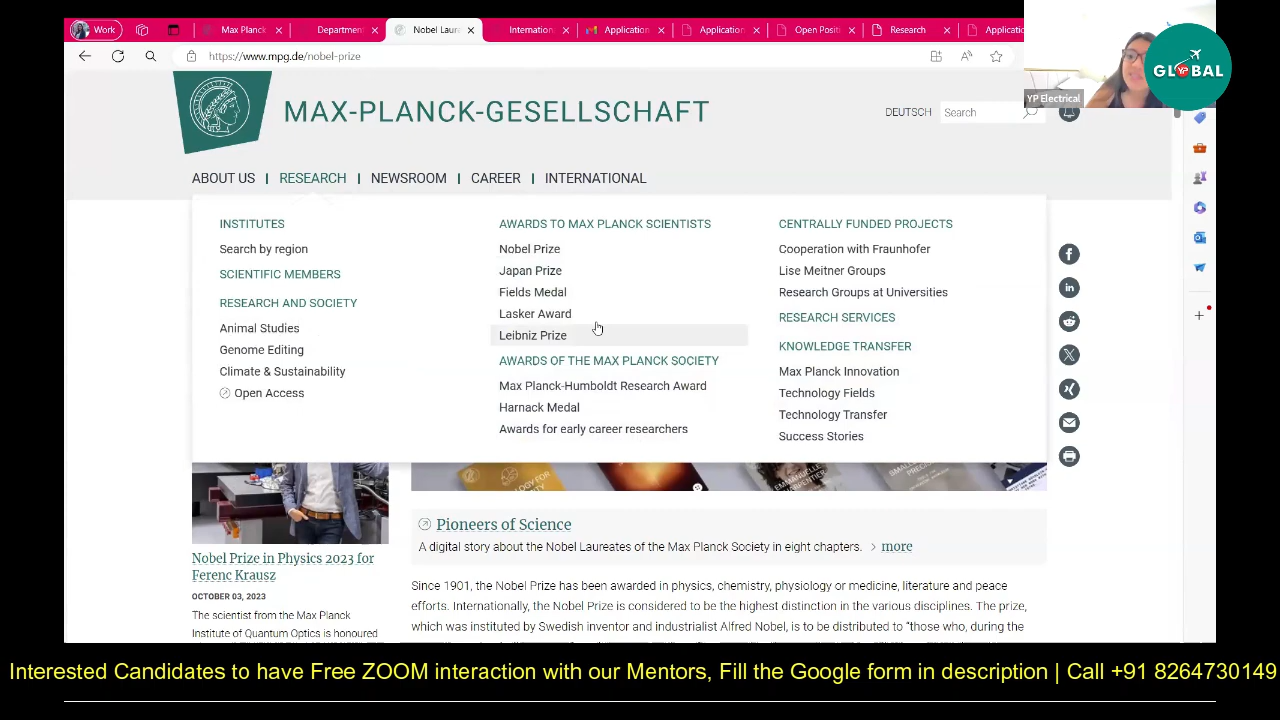 Work
Max Planck
Department
Nobel Laur
International
Application
Application
Open Positi
Research
Applicatio
https://www.mpg.de/nobel-prize
GLOBAL
YP
YP Electrical
MAX-PLANCK-GESELLSCHAFT
DEUTSCH
Search
ABOUT US | RESEARCH | NEWSROOM | CAREER | INTERNATIONAL
INSTITUTES
Search by region
SCIENTIFIC MEMBERS
RESEARCH AND SOCIETY
Animal Studies
Genome Editing
Climate & Sustainability
Open Access
AWARDS TO MAX PLANCK SCIENTISTS
Nobel Prize
Japan Prize
Fields Medal
Lasker Award
Leibniz Prize
AWARDS OF THE MAX PLANCK SOCIETY
Max Planck-Humboldt Research Award
Harnack Medal
Awards for early career researchers
CENTRALLY FUNDED PROJECTS
Cooperation with Fraunhofer
Lise Meitner Groups
Research Groups at Universities
RESEARCH SERVICES
KNOWLEDGE TRANSFER
Max Planck Innovation
Technology Fields
Technology Transfer
Success Stories
Nobel Prize in Physics 2023 for
Ferenc Krausz
OCTOBER 03, 2023
The scientist from the Max Planck
Institute of Quantum Optics is honoured
Pioneers of Science
A digital story about the Nobel Laureates of the Max Planck Society in eight chapters. > more
Since 1901, the Nobel Prize has been awarded in physics, chemistry, physiology or medicine, literature and peace
efforts. Internationally, the Nobel Prize is considered to be the highest distinction in the various disciplines. The prize,
which was instituted by Swedish inventor and industrialist Alfred Nobel, is to be distributed to “those who, during the
Interested Candidates to have Free ZOOM interaction with our Mentors, Fill the Google form in description | Call +91 8264730149